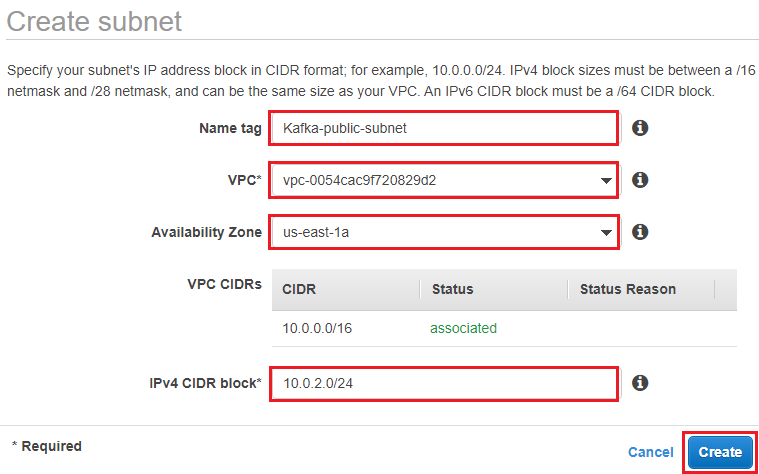 Create subnet
Specify your subnet's IP address block in CIDR format; for example, 10.0.0.0/24. IPv4 block sizes must be between a /16
netmask and /28 netmask, and can be the same size as your VPC. An IPv6 CIDR block must be a /64 CIDR block.
Name tag Kafka-public-subnet
VPC* vpc-0054cac9f720829d2
Availability Zone us-east-1a
VPC CIDRs CIDR Status Status Reason
10.0.0.0/16 associated
IPv4 CIDR block* 10.0.2.0/24
* Required
Cancel Create